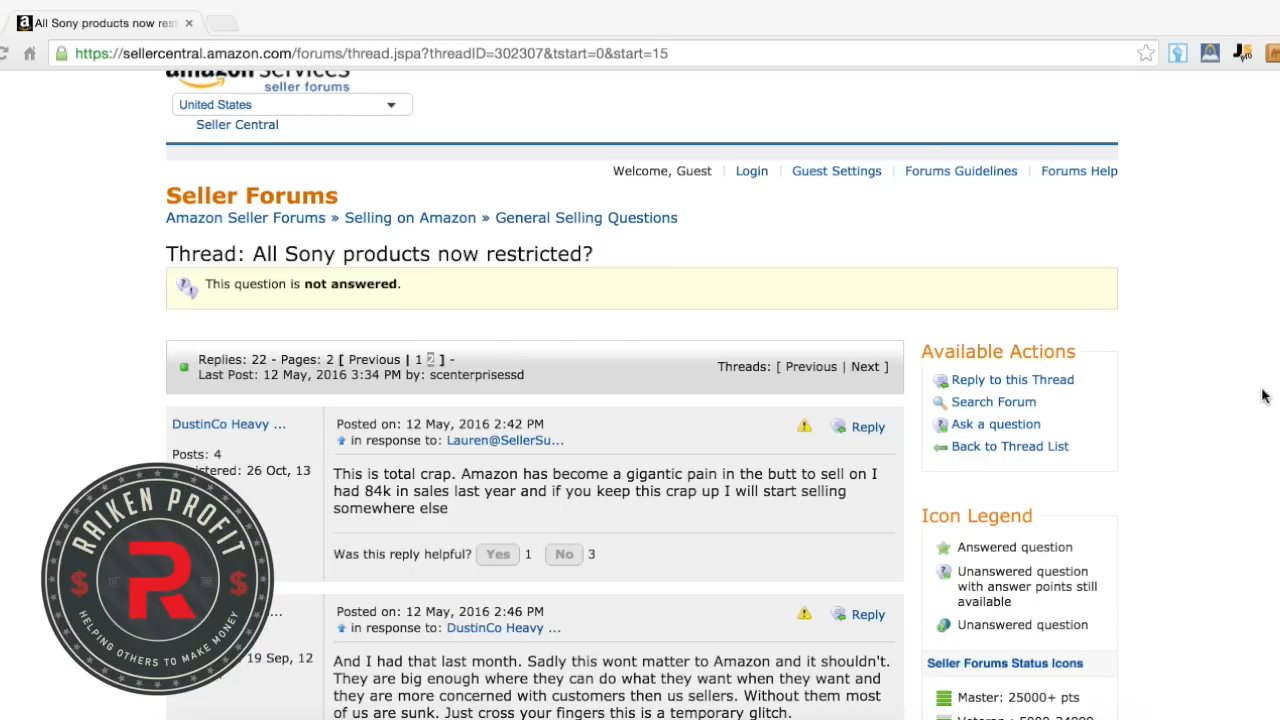 All Sony products now rest
https://sellercentral.amazon.com/forums/thread.jspa?threadID=302307&tstart=0&start=15
amazon services
seller forums
United States
Seller Central
Welcome, Guest Login Guest Settings Forums Guidelines Forums Help
Seller Forums
Amazon Seller Forums » Selling on Amazon » General Selling Questions
Thread: All Sony products now restricted?
This question is not answered.
Replies: 22 - Pages: 2 [ Previous | 1 2 ] -
Last Post: 12 May, 2016 3:34 PM by: scenterprisessd
Threads: [ Previous | Next ]
DustinCo Heavy ...
Posts: 4
Registered: 26 Oct, 13
Posted on: 12 May, 2016 2:42 PM
in response to: Lauren@SellerSu...
Reply
This is total crap. Amazon has become a gigantic pain in the butt to sell on I
had 84k in sales last year and if you keep this crap up I will start selling
somewhere else
Was this reply helpful? Yes 1 No 3
...
19 Sep, 12
Posted on: 12 May, 2016 2:46 PM
in response to: DustinCo Heavy ...
Reply
And I had that last month. Sadly this wont matter to Amazon and it shouldn't.
They are big enough where they can do what they want when they want and
they are more concerned with customers then us sellers. Without them most
of us are sunk. Just cross your fingers this is a temporary glitch.
Available Actions
Reply to this Thread
Search Forum
Ask a question
Back to Thread List
Icon Legend
Answered question
Unanswered question
with answer points still
available
Unanswered question
Seller Forums Status Icons
Master: 25000+ pts
RAIKEN PROFIT
R
$ $
HELPING OTHERS TO MAKE MONEY